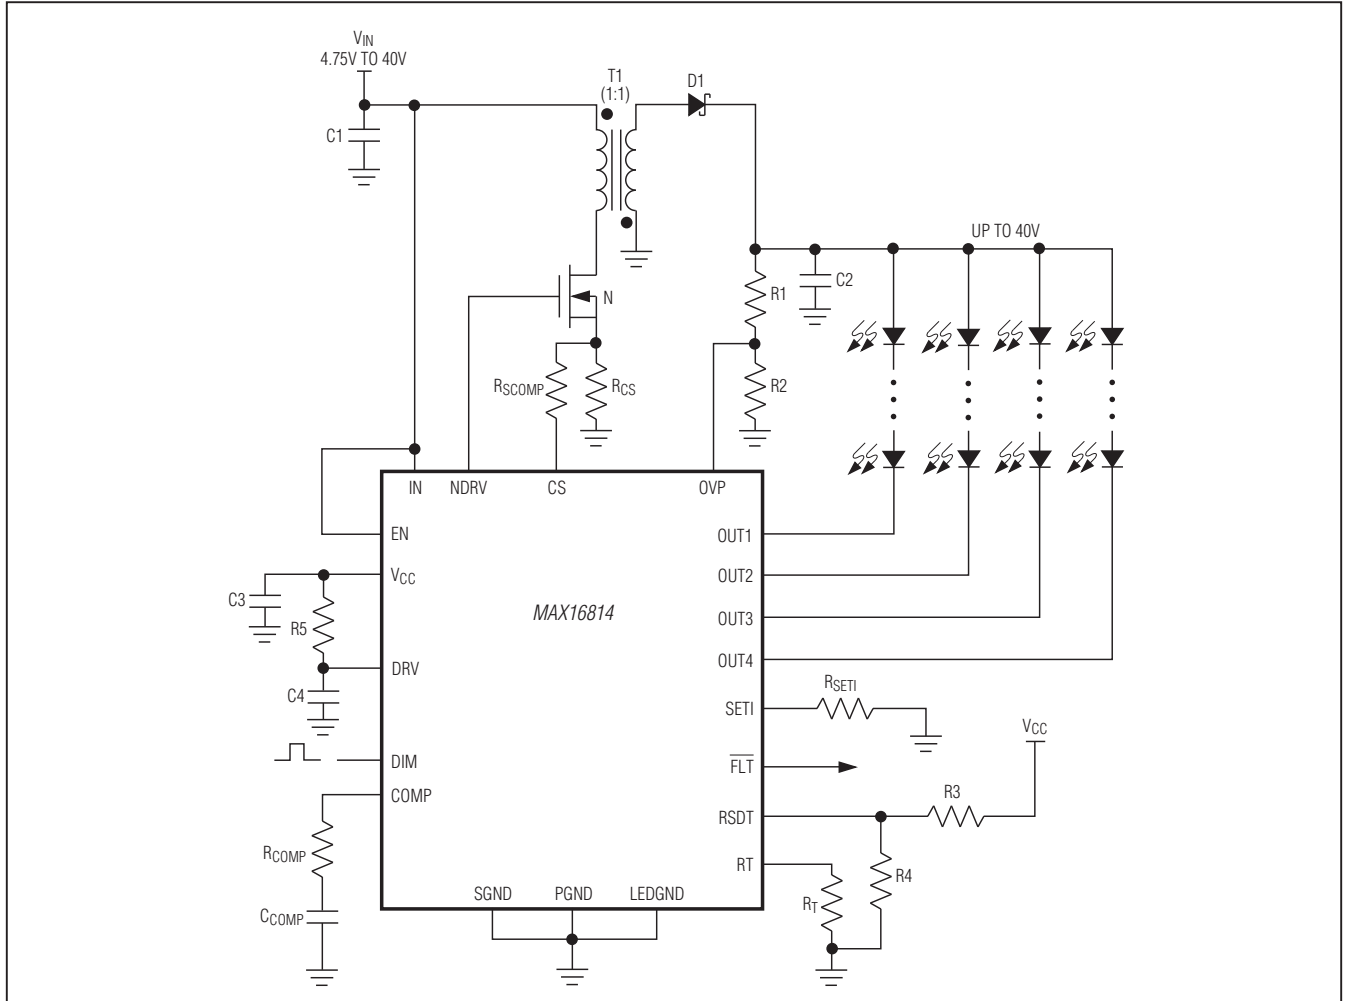 VIN
4.75V TO 40V
C1
T1
(1:1)
D1
UP TO 40V
C2
R1
N
RSCOMP
RCS
R2
IN
NDRV
CS
OVP
EN
OUT1
VCC
OUT2
C3
R5
MAX16814
OUT3
DRV
OUT4
C4
RSETI
SETI
VCC
DIM
FLT
COMP
R3
RSDT
RCOMP
RT
R4
SGND
PGND
LEDGND
RT
CCOMP